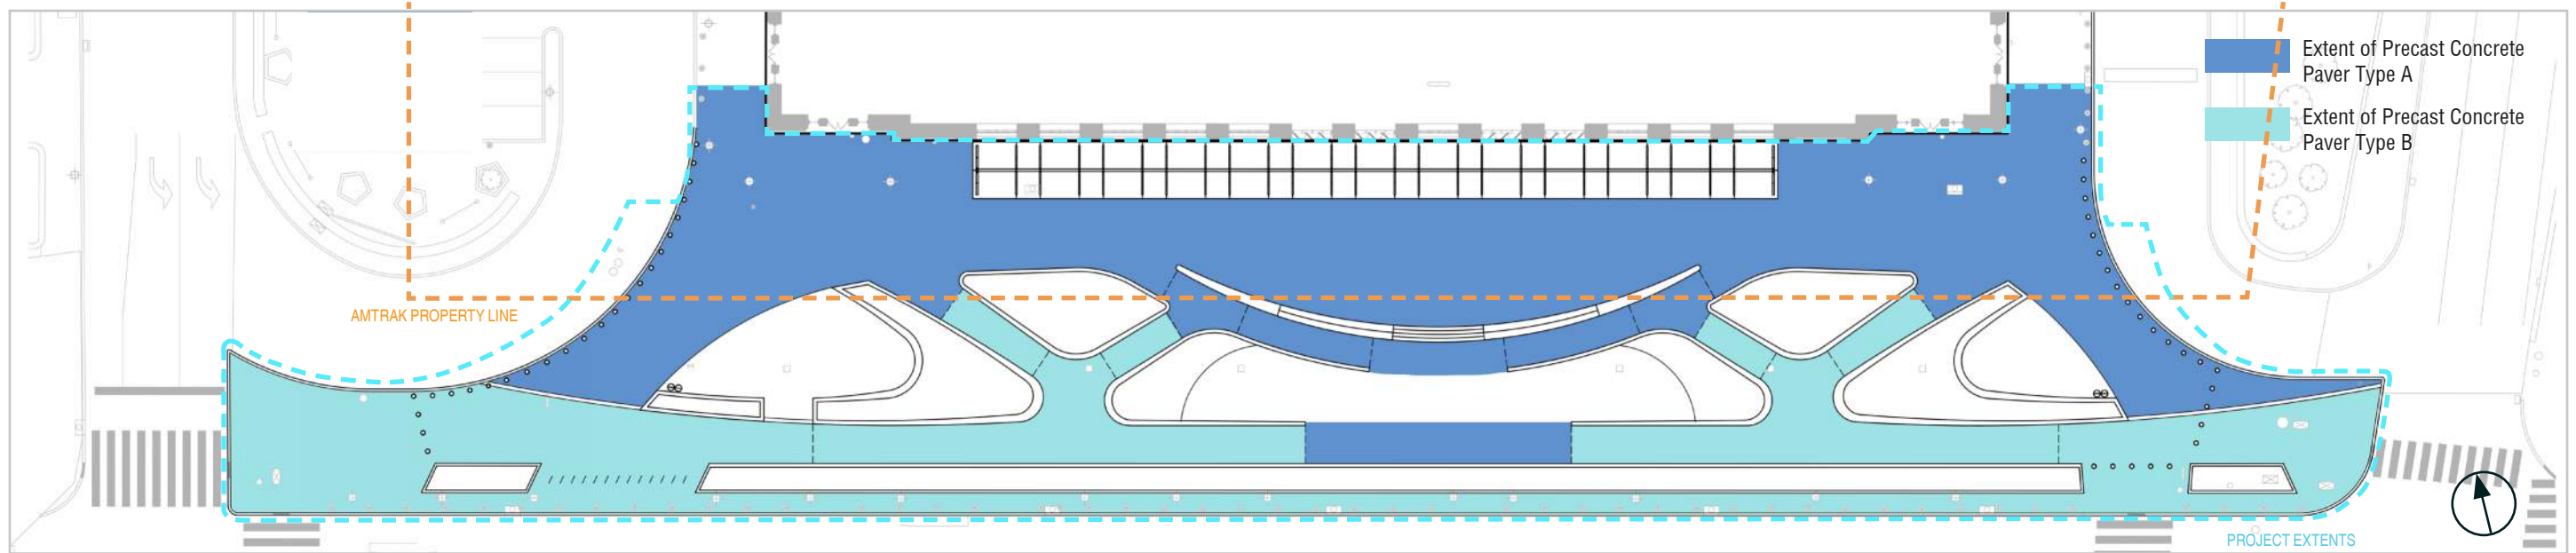 Extent of Precast Concrete
Paver Type A
Extent of Precast Concrete
Paver Type B
AMTRAK PROPERTY LINE
PROJECT EXTENTS